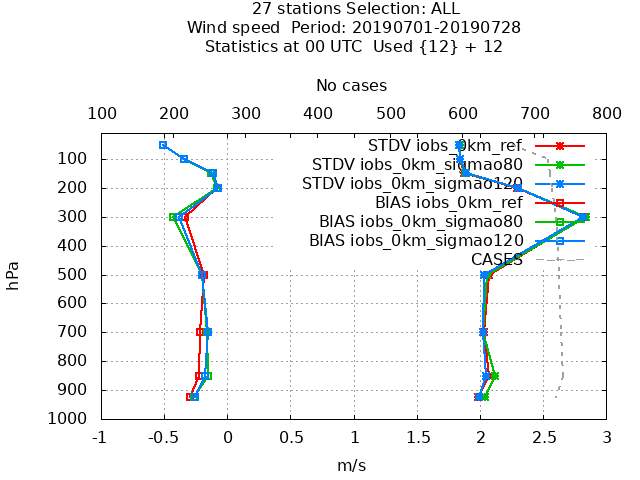 27 stations Selection: ALL
Wind speed  Period: 20190701-20190728
Statistics at 00 UTC  Used {12} + 12
No cases
100 200 300 400 500 600 700 800
STDV iobs_0km_ref
100
STDV iobs_0km_sigmao80
STDV iobs_0km_sigmao120
200
BIAS iobs_0km_ref
300
BIAS iobs_0km_sigmao80
BIAS iobs_0km_sigmao120
400
CASES
hPa
500
600
700
800
900
1000
-1 -0.5 0 0.5 1 1.5 2 2.5 3
m/s